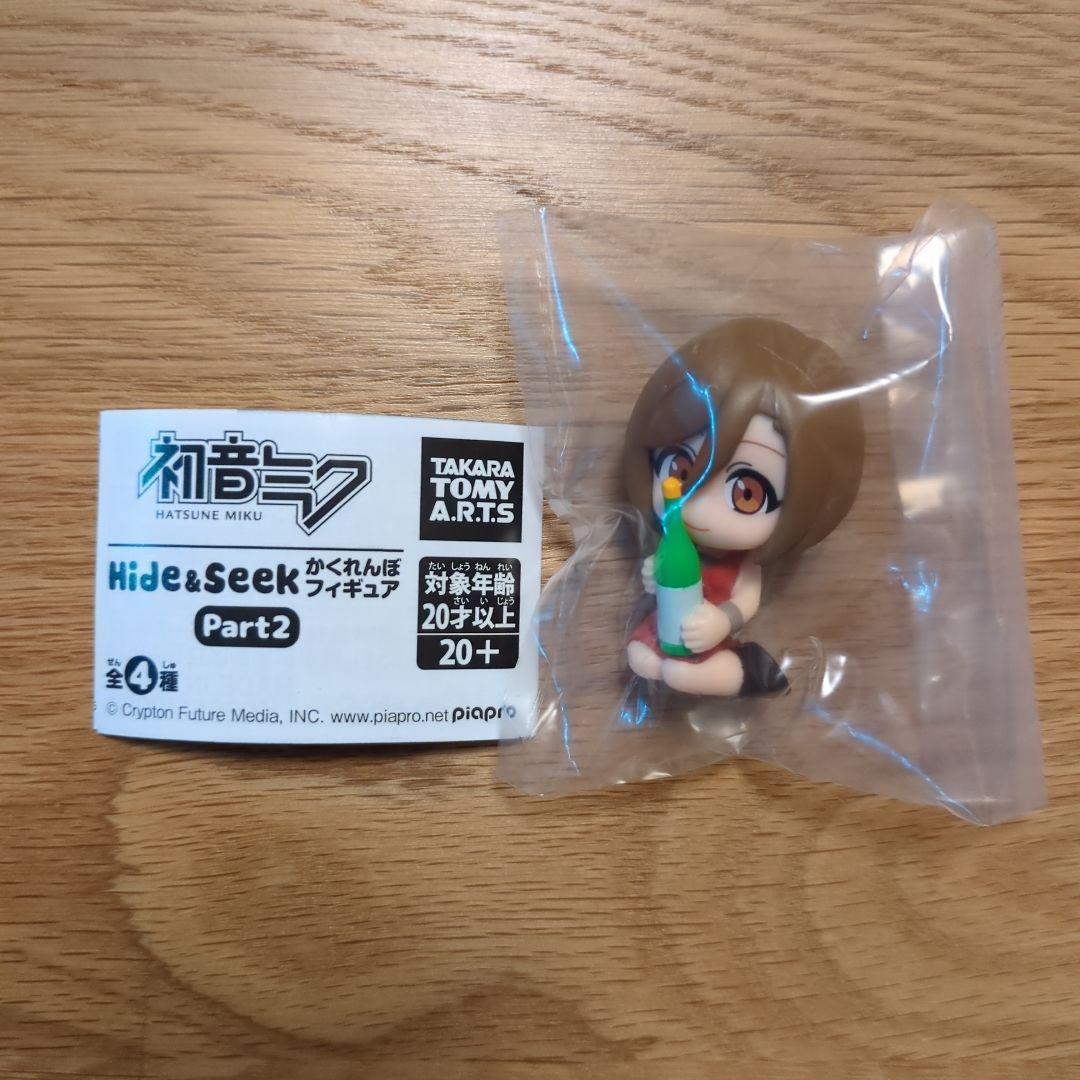 初音ミク
HATSUNE MIKU
TAKARA
TOMY
A.R.T.S
Hide&Seek かくれんぼ
フィギュア
Part2
たいしょうねんれい
対象年齢
さいいじょう
20才以上
20+
ぜん しゅ
全4種
© Crypton Future Media, INC. www.piapro.net piapro